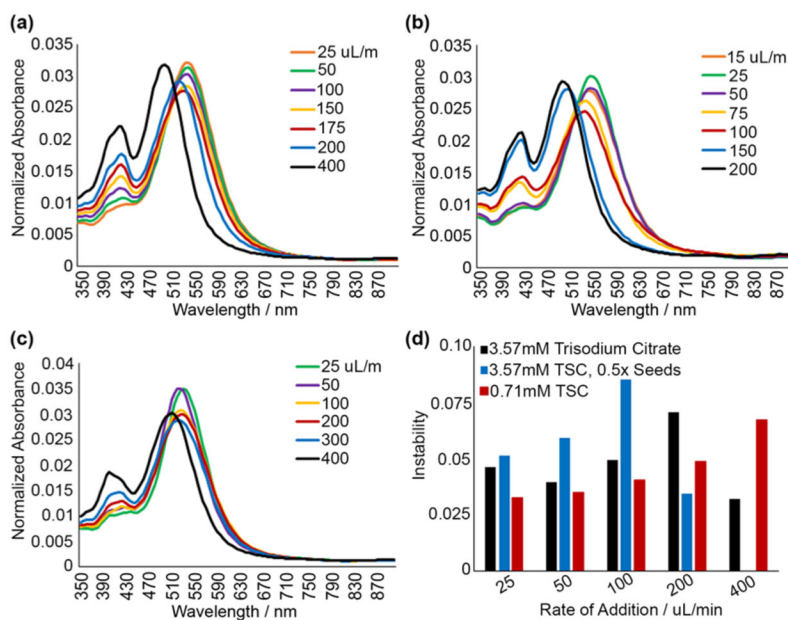 (a)
0.035
0.03
0.025
0.02
0.015
0.01
0.005
0
Normalized Absorbance
25 uL/m
50
100
150
175
200
400
350 390 430 470 510 550 590 630 670 710 750 790 830 870
Wavelength / nm
(b)
0.035
0.03
0.025
0.02
0.015
0.01
0.005
0
Normalized Absorbance
15 uL/m
25
50
75
100
150
200
350 390 430 470 510 550 590 630 670 710 750 790 830 870
Wavelength / nm
(c)
0.04
0.035
0.03
0.025
0.02
0.015
0.01
0.005
0
Normalized Absorbance
25 uL/m
50
100
200
300
400
350 390 430 470 510 550 590 630 670 710 750 790 830 870
Wavelength / nm
(d)
0.10
0.075
0.05
0.025
0
Instability
3.57mM Trisodium Citrate
3.57mM TSC, 0.5x Seeds
0.71mM TSC
25 50 100 200 400
Rate of Addition / uL/min